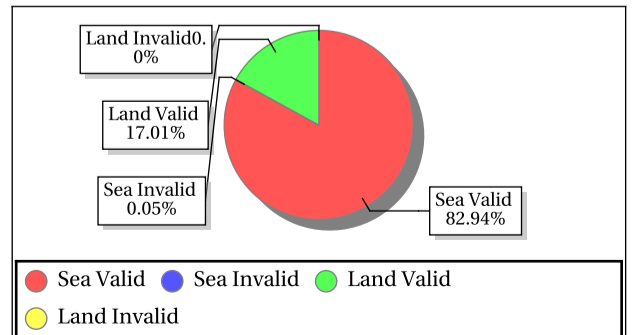 Land Invalid0.
0%
Land Valid
17.01%
Sea Invalid
0.05%
Sea Valid
82.94%
Sea Valid Sea Invalid Land Valid
Land Invalid